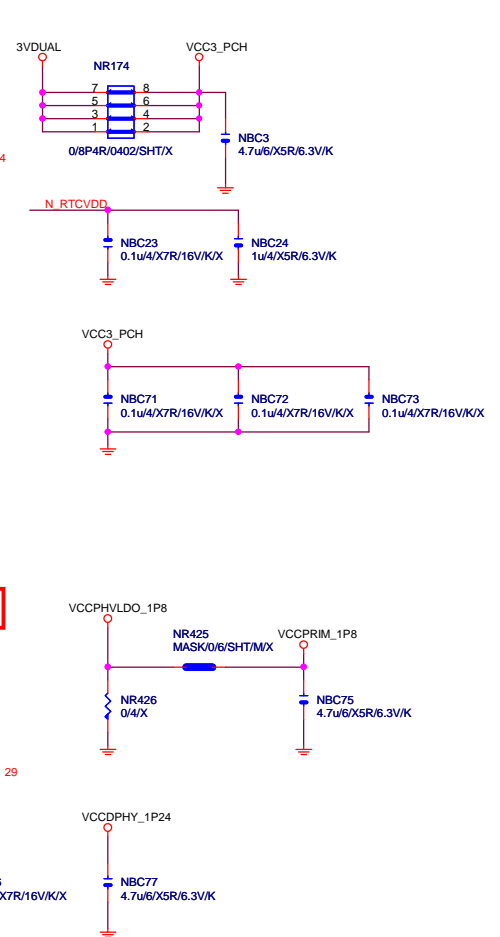 3VDUAL
VCC3_PCH
NR174
7 8
5 6
3 4
1 2
0/8P4R/0402/SHT/X
NBC3
4.7u/6/X5R/6.3V/K
4
N_RTCVDD
NBC23
0.1u/4/X7R/16V/K/X
NBC24
1u/4/X5R/6.3V/K
VCC3_PCH
NBC71
0.1u/4/X7R/16V/K/X
NBC72
0.1u/4/X7R/16V/K/X
NBC73
0.1u/4/X7R/16V/K/X
VCCPHVLDO_1P8
NR425
MASK/0/6/SHT/M/X
VCCPRIM_1P8
NR426
0/4/X
NBC75
4.7u/6/X5R/6.3V/K
29
VCCDPHY_1P24
X7R/16V/K/X
NBC77
4.7u/6/X5R/6.3V/K